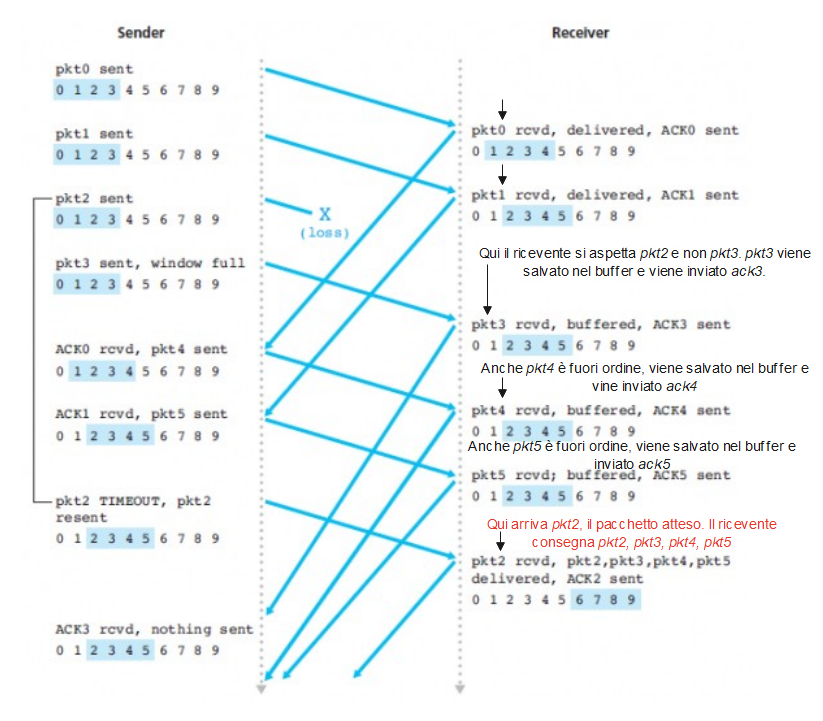 Sender
pkt0 sent
0 1 2 3 4 5 6 7 8 9
pkt1 sent
0 1 2 3 4 5 6 7 8 9
pkt2 sent
0 1 2 3 4 5 6 7 8 9
X
(loss)
pkt3 sent, window full
0 1 2 3 4 5 6 7 8 9
ACK0 rcvd, pkt4 sent
0 1 2 3 4 5 6 7 8 9
ACK1 rcvd, pkt5 sent
0 1 2 3 4 5 6 7 8 9
pkt2 TIMEOUT, pkt2
resent
0 1 2 3 4 5 6 7 8 9
ACK3 rcvd, nothing sent
0 1 2 3 4 5 6 7 8 9
Receiver
pkt0 rcvd, delivered, ACK0 sent
0 1 2 3 4 5 6 7 8 9
pkt1 rcvd, delivered, ACK1 sent
0 1 2 3 4 5 6 7 8 9
Qui il ricevente si aspetta pkt2 e non pkt3. pkt3 viene
salvato nel buffer e viene inviato ack3.
pkt3 rcvd, buffered, ACK3 sent
0 1 2 3 4 5 6 7 8 9
Anche pkt4 è fuori ordine, viene salvato nel buffer e
vine inviato ack4
pkt4 rcvd, buffered, ACK4 sent
0 1 2 3 4 5 6 7 8 9
Anche pkt5 è fuori ordine, viene salvato nel buffer e
inviato ack5
pkt5 rcvd; buffered, ACK5 sent
0 1 2 3 4 5 6 7 8 9
Qui arriva pkt2, il pacchetto atteso. Il ricevente
consegna pkt2, pkt3, pkt4, pkt5
pkt2 rcvd, pkt2,pkt3,pkt4,pkt5
delivered, ACK2 sent
0 1 2 3 4 5 6 7 8 9